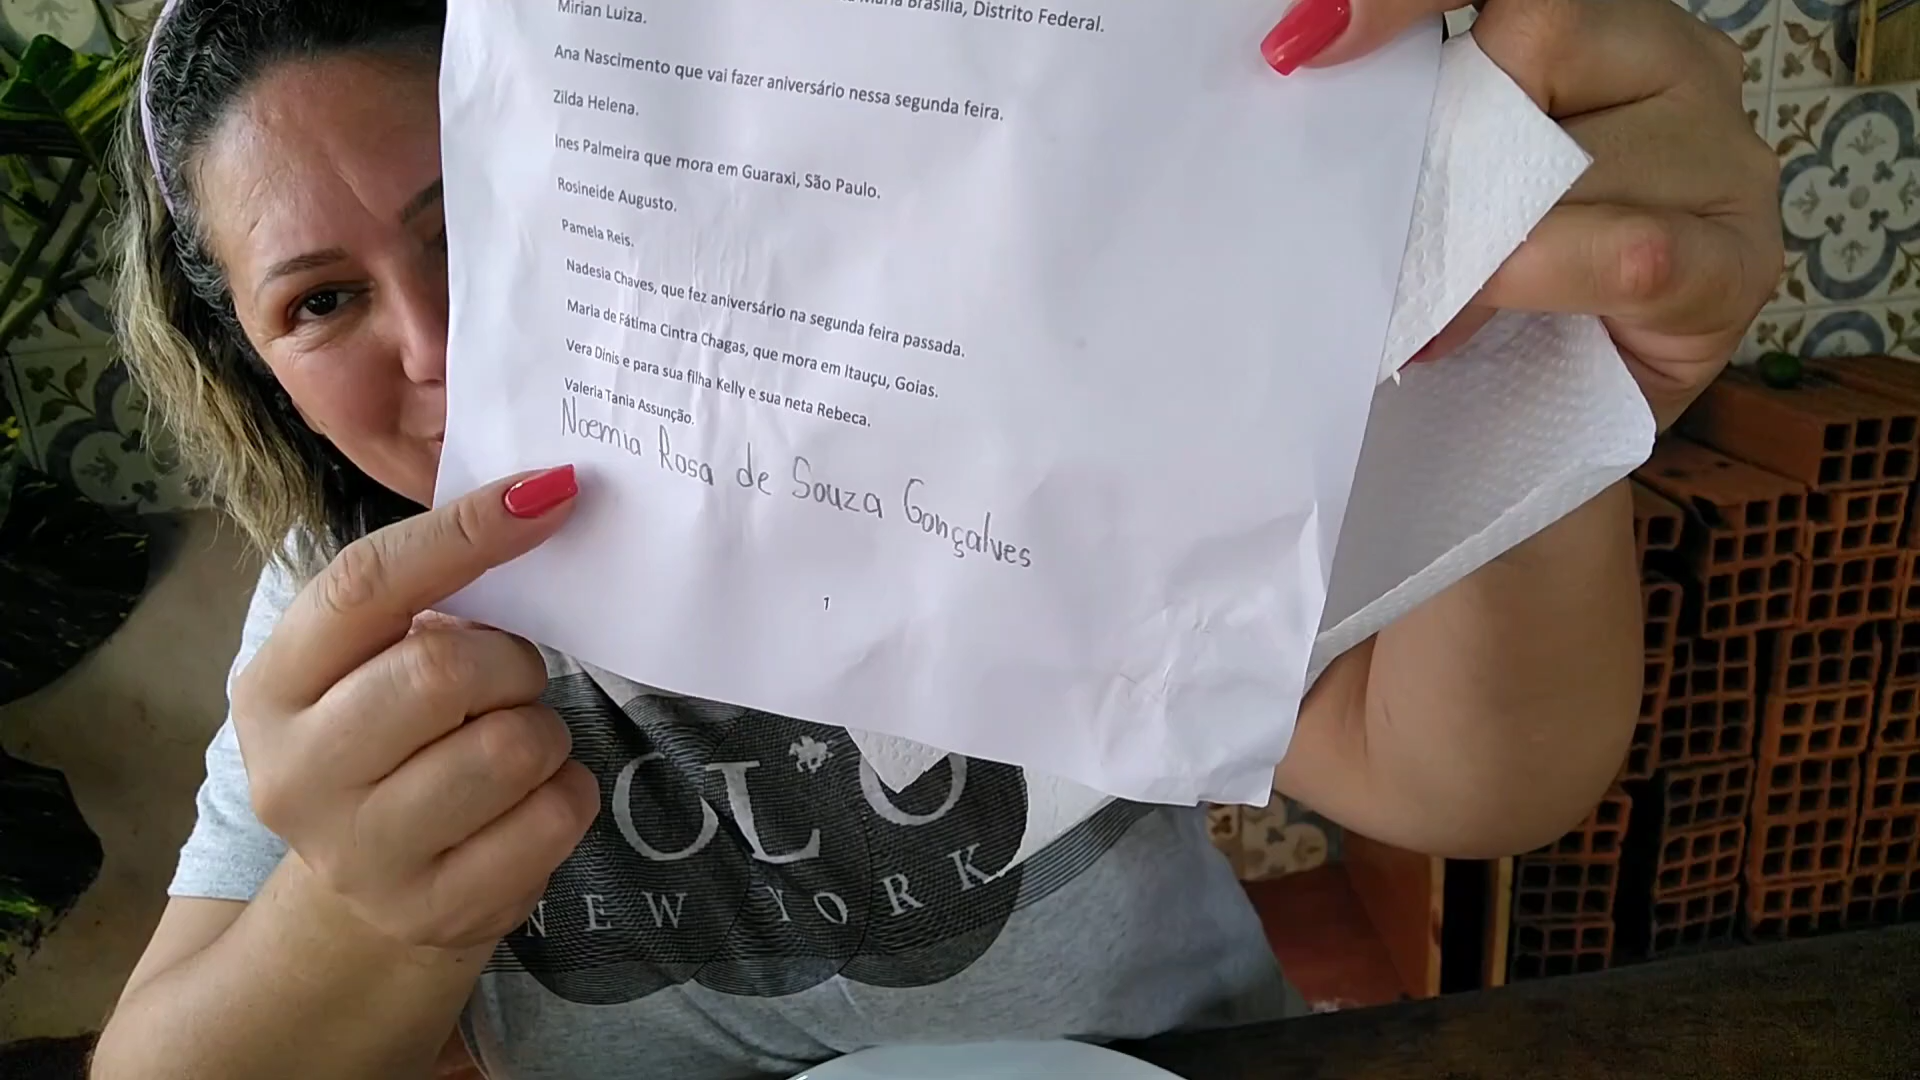 Maria Brasília, Distrito Federal.
Mirian Luiza.
Ana Nascimento que vai fazer aniversário nessa segunda feira.
Zilda Helena.
Ines Palmeira que mora em Guaraxi, São Paulo.
Rosineide Augusto.
Pamela Reis.
Nadesia Chaves, que fez aniversário na segunda feira passada.
Maria de Fátima Cintra Chagas, que mora em Itauçu, Goias.
Vera Dinis e para sua filha Kelly e sua neta Rebeca.
Valeria Tania Assunção.
Noemia Rosa de Souza Gonçalves
1
OLO
NEW YORK